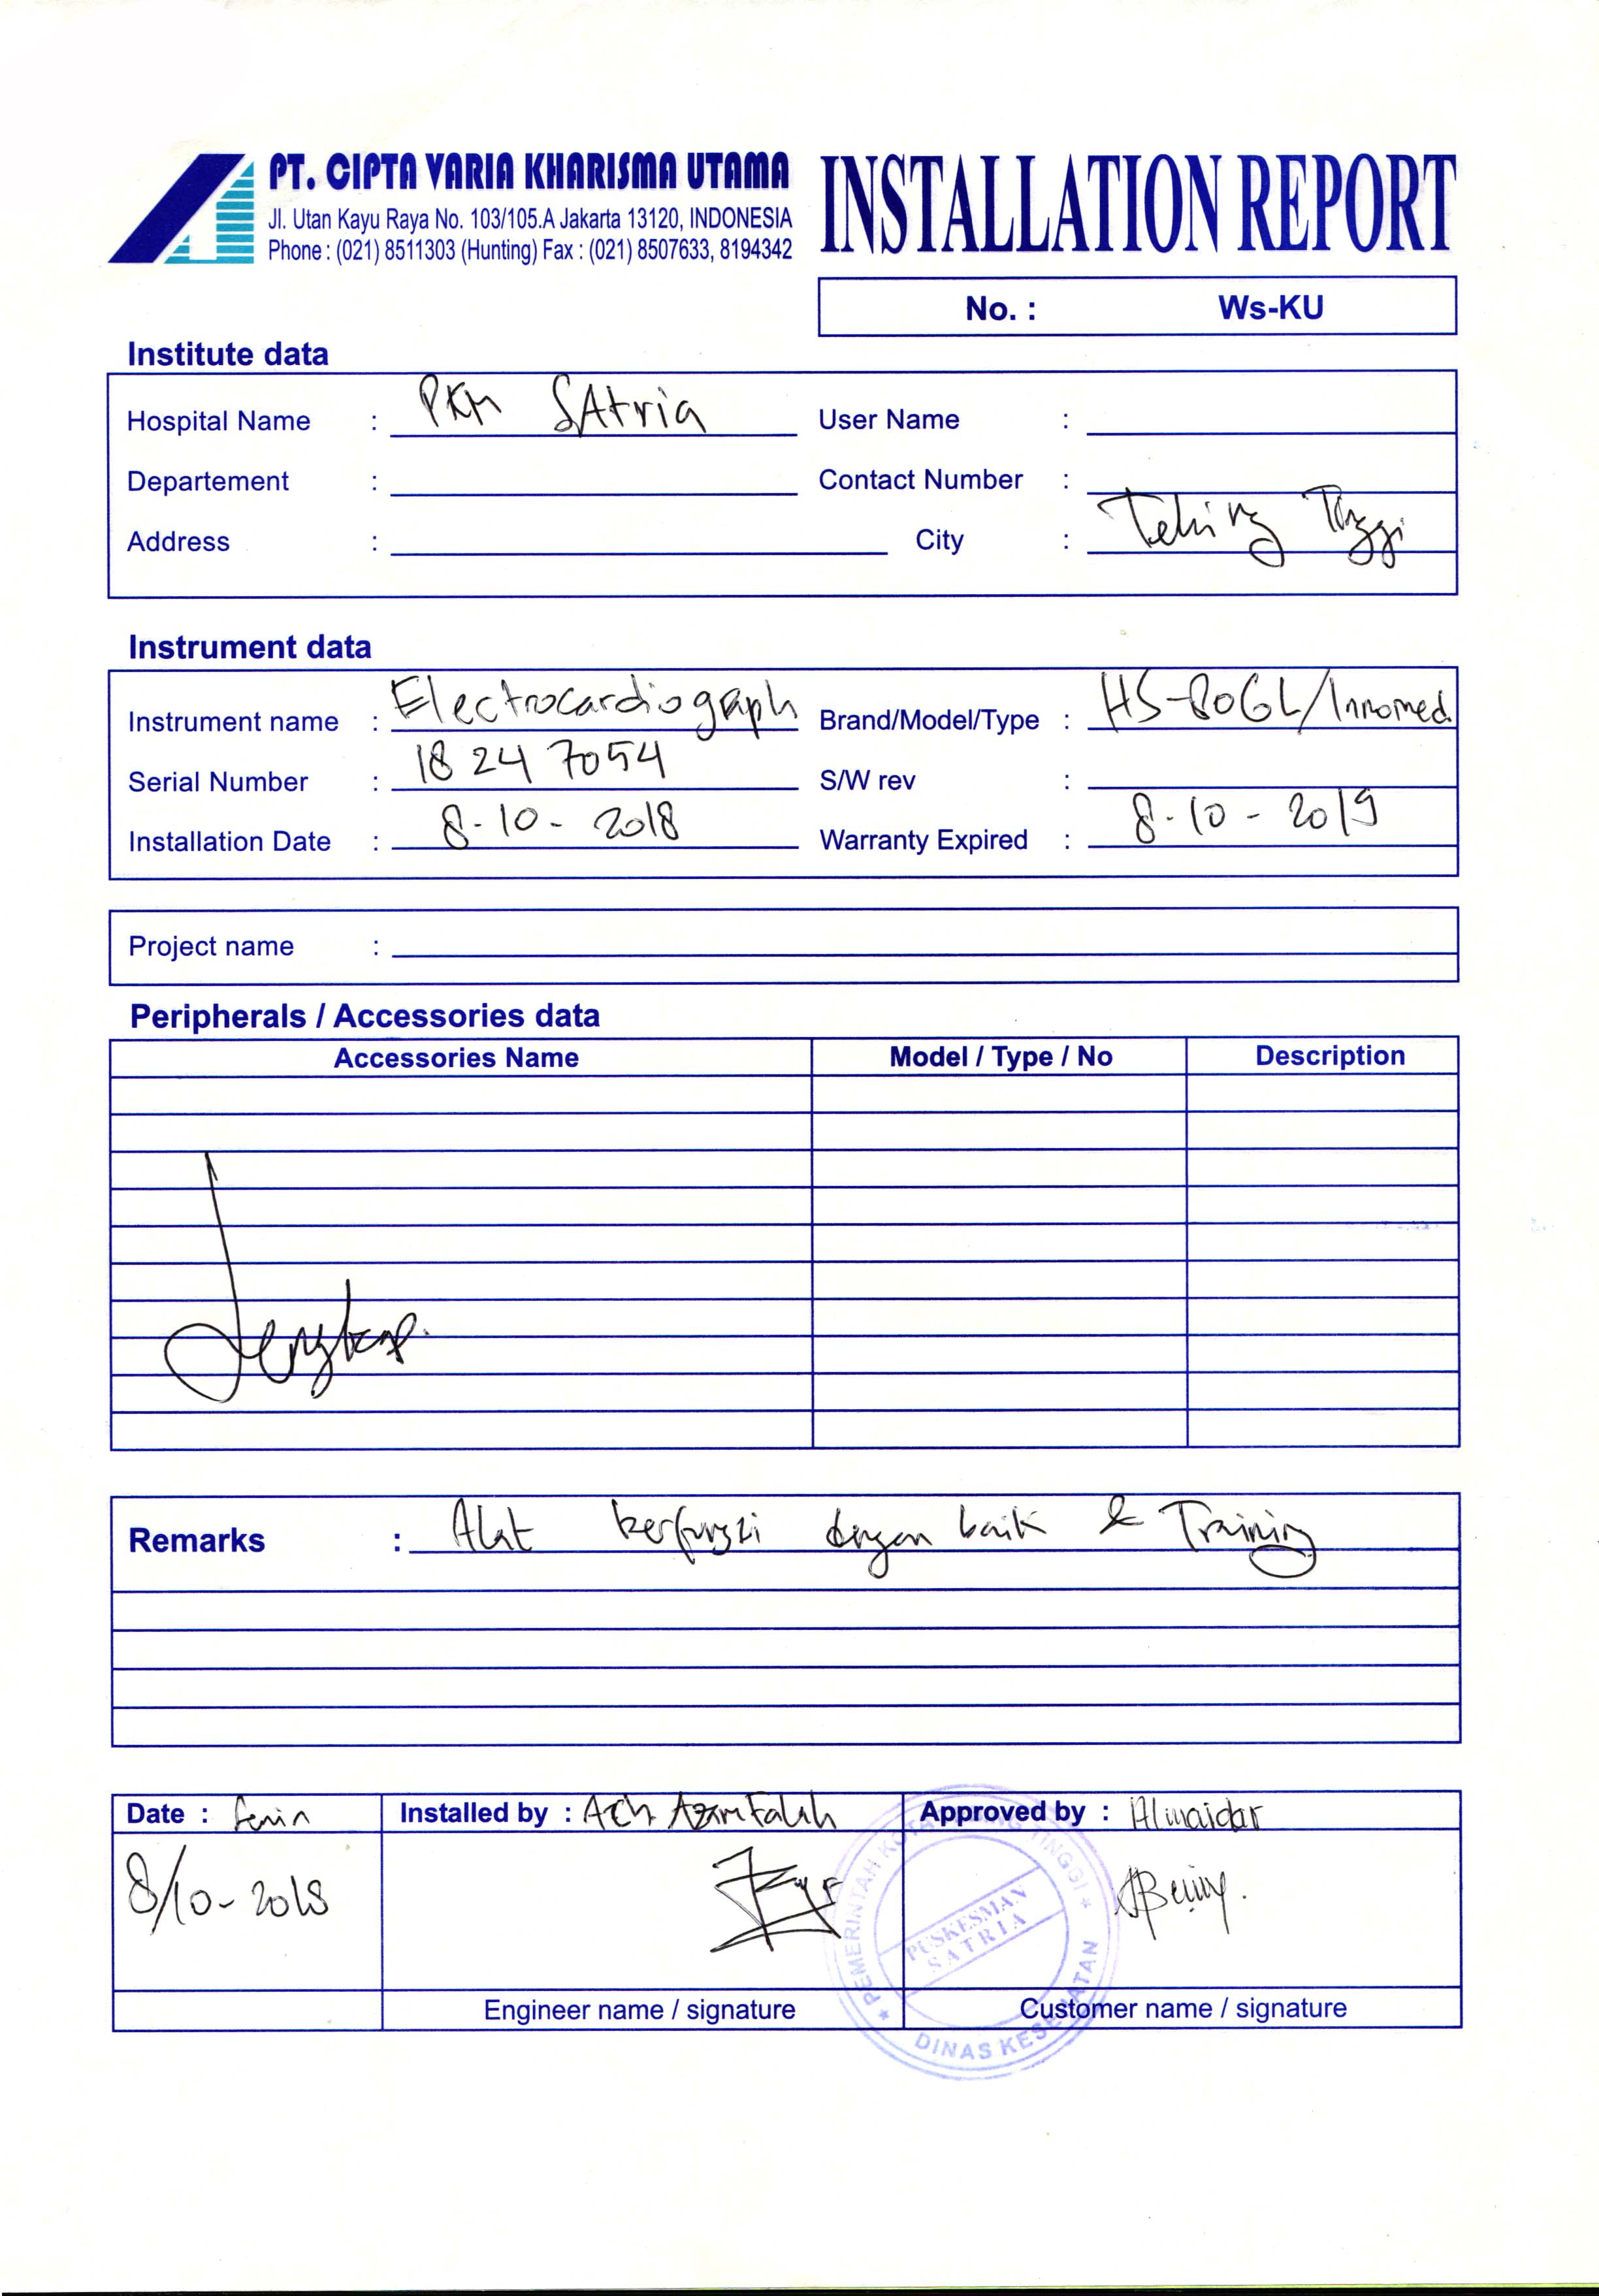 PT. CIPTA VARIA KHARISMA UTAMA
Jl. Utan Kayu Raya No. 103/105.A Jakarta 13120, INDONESIA
Phone : (021) 8511303 (Hunting) Fax : (021) 8507633, 8194342
INSTALLATION REPORT
No. : Ws-KU
Institute data
Hospital Name : PKM SAtria User Name :
Departement : Contact Number :
Address : City : Tebing Tinggi
Instrument data
Instrument name : Electrocardiograph Brand/Model/Type : HS-80GL/Innomed
Serial Number : 18 24 7054 S/W rev :
Installation Date : 8-10-2018 Warranty Expired : 8-10-2019
Project name :
Peripherals / Accessories data
Accessories Name Model / Type / No Description
Lengkap.
Remarks : Alat berfungsi dengan baik & Training
Date : Senin Installed by : Ach Azam Falah Approved by : Almaidar
8/10-2018
PEMERINTAH KOTA TEBING TINGGI
PUSKESMAN
SATRIA
DINAS KESEHATAN
Engineer name / signature Customer name / signature